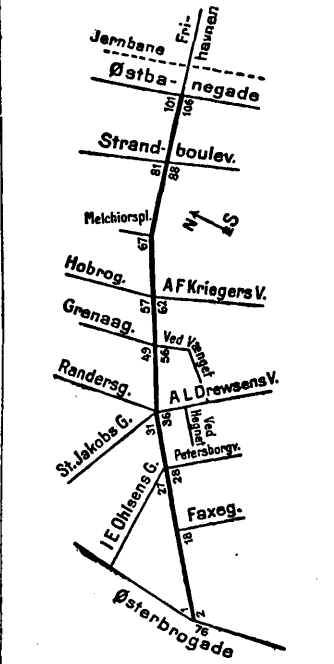 Jernbane
Fri-
havnen
Østba-
negade
101 106
Strand-
boulev.
81 88
Melchiorspl.
67
N S
Hobrog.
A F Kriegers V.
57 62
Grenaag.
Ved Vænget
49 56
Randersg.
A L Drewsens V.
31 36
Ved
Hegnet
St. Jakobs G.
Petersborgv.
27 28
I E Ohlsens G.
Faxeg.
18
1 2
Østerbrogade
76